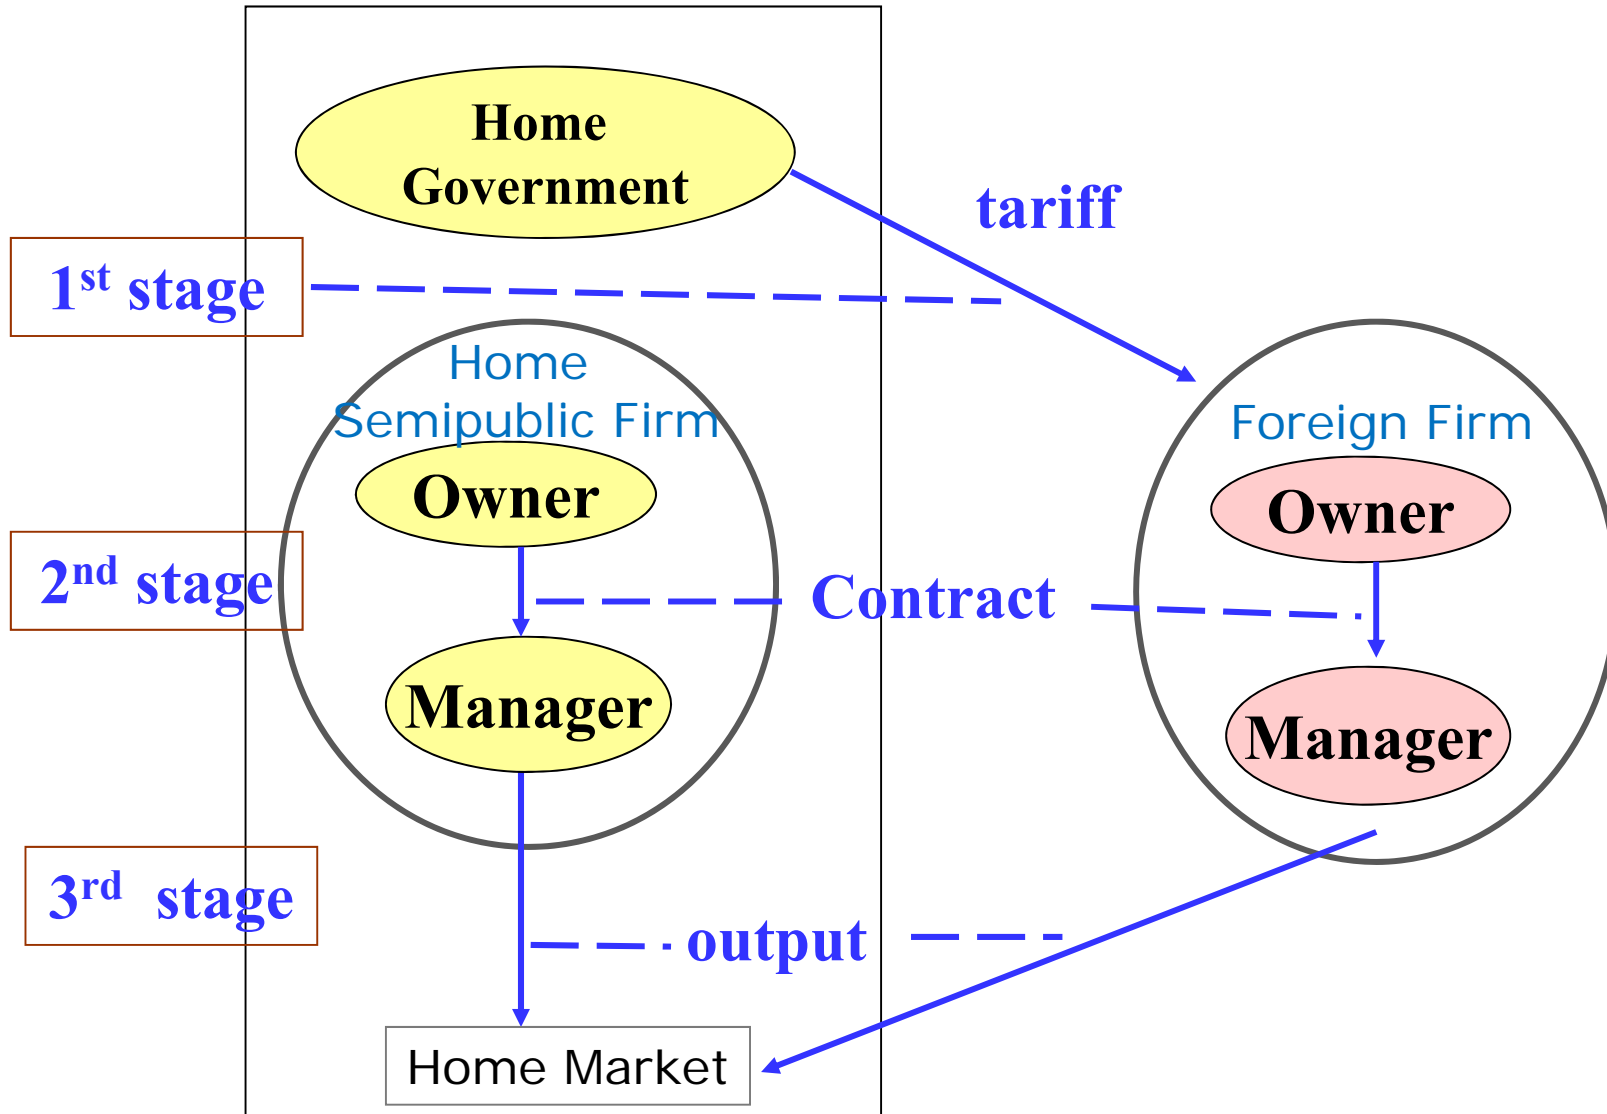 Home
Government
tariff
1st stage
Home
Semipublic Firm
Foreign Firm
Owner
Owner
2nd stage
Contract
Manager
Manager
3rd stage
output
Home Market